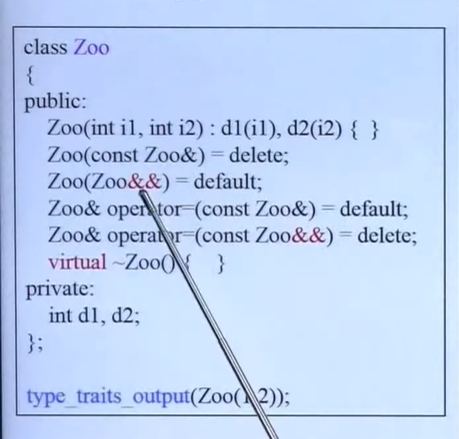 class Zoo
{
public:
Zoo(int i1, int i2) : d1(i1), d2(i2) { }
Zoo(const Zoo&) = delete;
Zoo(Zoo&&) = default;
Zoo& operator=(const Zoo&) = default;
Zoo& operator=(const Zoo&&) = delete;
virtual ~Zoo() { }
private:
int d1, d2;
};
type_traits_output(Zoo(1,2));